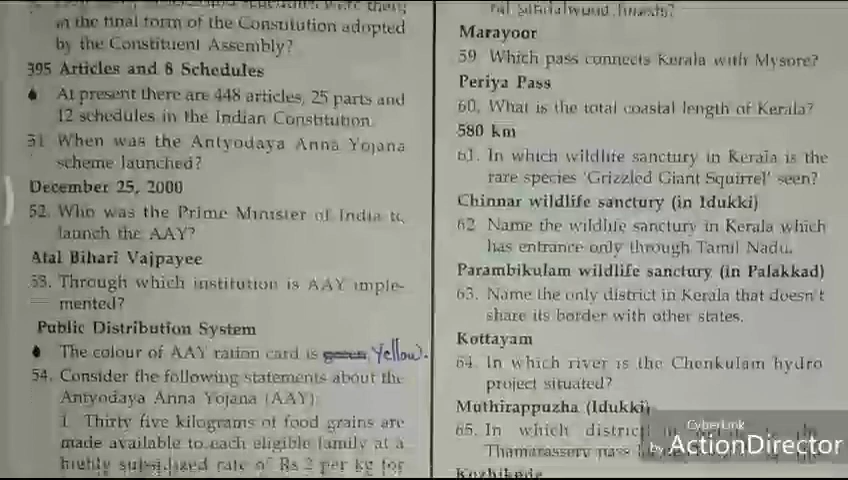 in the final form of the Constitution adopted
by the Constituent Assembly?
395 Articles and 8 Schedules
At present there are 448 articles, 25 parts and
12 schedules in the Indian Constitution.
51 When was the Antyodaya Anna Yojana
scheme launched?
December 25, 2000
52. Who was the Prime Minister of India to
launch the AAY?
Atal Bihari Vajpayee
53. Through which institution is AAY imple-
mented?
Public Distribution System
The colour of AAY ration card is Yellow.
54. Consider the following statements about the
Antyodaya Anna Yojana (AAY)
1. Thirty five kilograms of food grains are
made available to each eligible family at a
highly subsidized rate of Rs 2 per kg for
Marayoor
59 Which pass connects Kerala with Mysore?
Periya Pass
60. What is the total coastal length of Kerala?
580 km
61. In which wildlife sanctury in Kerala is the
rare species 'Grizzled Giant Squirrel' seen?
Chinnar wildlife sanctury (in Idukki)
62 Name the wildlife sanctury in Kerala which
has entrance only through Tamil Nadu.
Parambikulam wildlife sanctury (in Palakkad)
63. Name the only district in Kerala that doesn't
share its border with other states.
Kottayam
64. In which river is the Chenkulam hydro
project situated?
Muthirappuzha (Idukki)
65. In which district
Thamarassery pass
Kozhikode
CyberLink
by ActionDirector